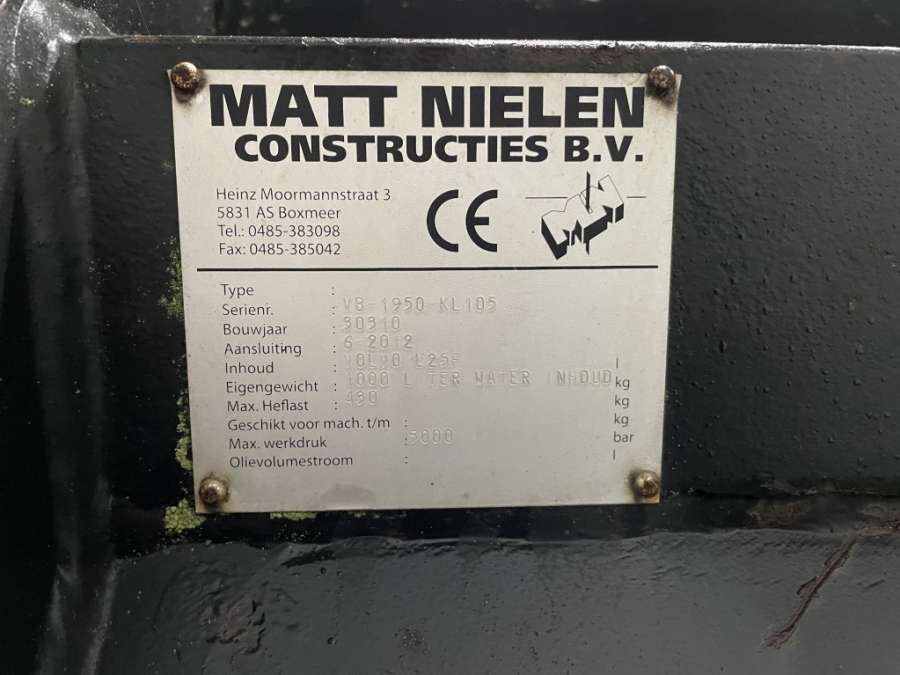 MATT NIELEN
CONSTRUCTIES B.V.
Heinz Moormannstraat 3
5831 AS Boxmeer
Tel.: 0485-383098
Fax: 0485-385042
CE
Type :
Serienr. : VB-1950-KL105
Bouwjaar : 30310
Aansluiting : 6-2012
Inhoud : VOLVO L25F l
Eigengewicht : 1000 LITER WATER INHOUD kg
Max. Heflast : 430 kg
Geschikt voor mach. t/m : kg
Max. werkdruk : 5000 bar
Olievolumestroom : l